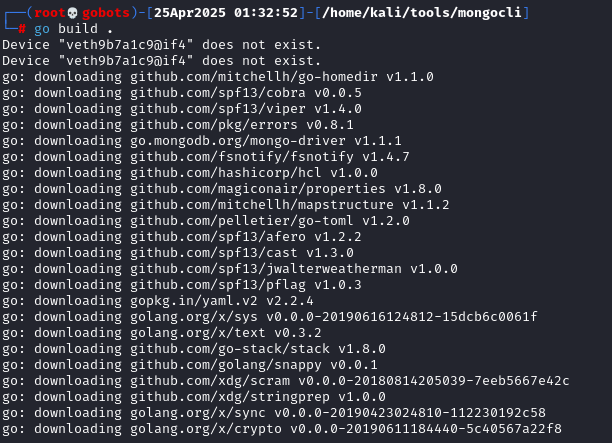 ┌──(root💀gobots)-[25Apr2025 01:32:52]-[/home/kali/tools/mongocli]
└─# go build .
Device "veth9b7a1c9@if4" does not exist.
Device "veth9b7a1c9@if4" does not exist.
go: downloading github.com/mitchellh/go-homedir v1.1.0
go: downloading github.com/spf13/cobra v0.0.5
go: downloading github.com/spf13/viper v1.4.0
go: downloading github.com/pkg/errors v0.8.1
go: downloading go.mongodb.org/mongo-driver v1.1.1
go: downloading github.com/fsnotify/fsnotify v1.4.7
go: downloading github.com/hashicorp/hcl v1.0.0
go: downloading github.com/magiconair/properties v1.8.0
go: downloading github.com/mitchellh/mapstructure v1.1.2
go: downloading github.com/pelletier/go-toml v1.2.0
go: downloading github.com/spf13/afero v1.2.2
go: downloading github.com/spf13/cast v1.3.0
go: downloading github.com/spf13/jwalterweatherman v1.0.0
go: downloading github.com/spf13/pflag v1.0.3
go: downloading gopkg.in/yaml.v2 v2.2.4
go: downloading golang.org/x/sys v0.0.0-20190616124812-15dcb6c0061f
go: downloading golang.org/x/text v0.3.2
go: downloading github.com/go-stack/stack v1.8.0
go: downloading github.com/golang/snappy v0.0.1
go: downloading github.com/xdg/scram v0.0.0-20180814205039-7eeb5667e42c
go: downloading github.com/xdg/stringprep v1.0.0
go: downloading golang.org/x/sync v0.0.0-20190423024810-112230192c58
go: downloading golang.org/x/crypto v0.0.0-20190611184440-5c40567a22f8